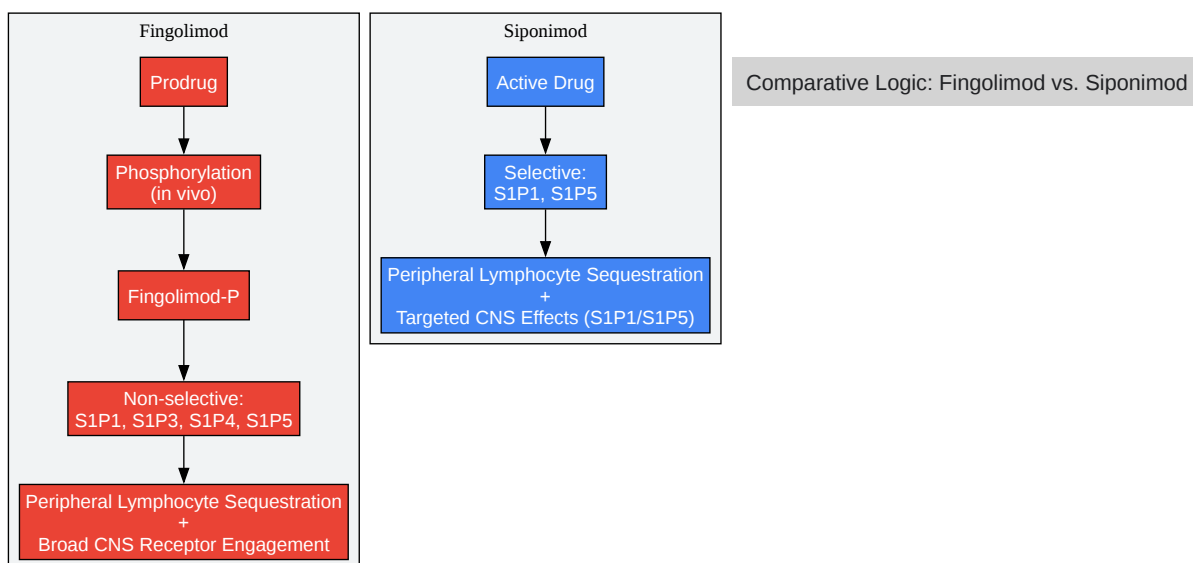 Fingolimod
Prodrug
Phosphorylation
(in vivo)
Fingolimod-P
Non-selective:
S1P1, S1P3, S1P4, S1P5
Peripheral Lymphocyte Sequestration
+
Broad CNS Receptor Engagement
Siponimod
Active Drug
Selective:
S1P1, S1P5
Peripheral Lymphocyte Sequestration
+
Targeted CNS Effects (S1P1/S1P5)
Comparative Logic: Fingolimod vs. Siponimod